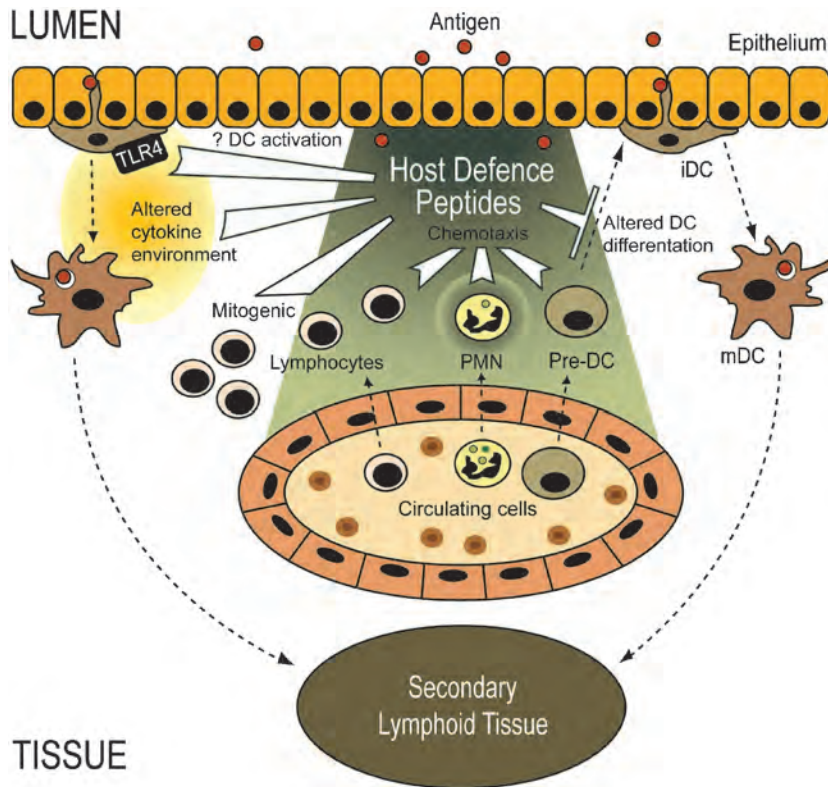 LUMEN
Antigen
Epithelium
? DC activation
TLR4
Host Defence
Peptides
Chemotaxis
iDC
Altered
cytokine
environment
Altered DC
differentation
Mitogenic
Lymphocytes
PMN
Pre-DC
mDC
Circulating cells
Secondary
Lymphoid Tissue
TISSUE